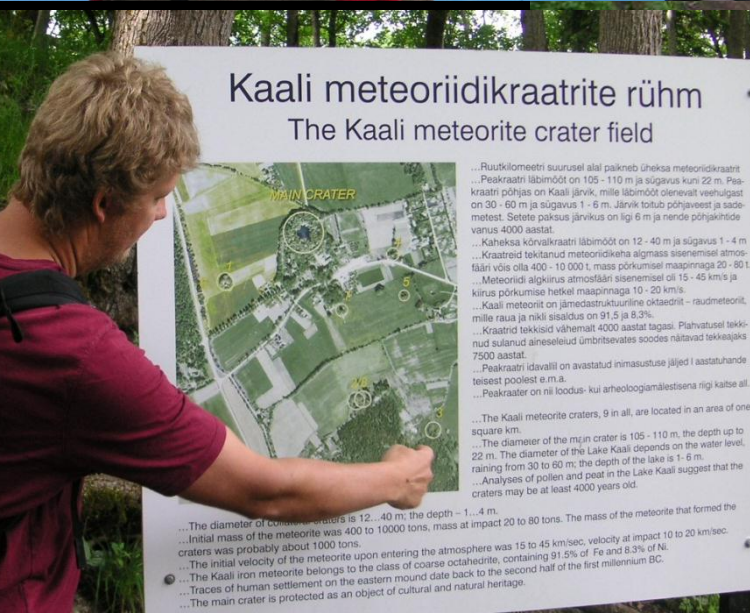 Kaali meteoriidikraatrite rühm
The Kaali meteorite crater field
MAIN CRATER
1
4
5
2/8
3
...Ruutkilomeetri suurusel alal paikneb üheksa meteoriidikraatrit
...Peakraatri läbimõõt on 105 - 110 m ja sügavus kuni 22 m. Pea-
kraatri põhjas on Kaali järvik, mille läbimõõt olenevalt veehulgast
on 30 - 60 m ja sügavus 1 - 6 m. Järvik toitub põhjaveest ja sade-
metest. Setete paksus järvikus on ligi 6 m ja nende põhjakihtide
vanus 4000 aastat.
...Kaheksa kõrvalkraatri läbimõõt on 12 - 40 m ja sügavus 1 - 4 m
...Kraatreid tekitanud meteoriidikeha algmass sisenemisel atmos-
fääri võis olla 400 - 10 000 t, mass põrkumisel maapinnaga 20 - 80 t.
...Meteoriidi algkiirus atmosfääri sisenemisel oli 15 - 45 km/s ja
kiirus põrkumise hetkel maapinnaga 10 - 20 km/s.
...Kaali meteoriit on jämedastruktuuriline oktaedriit – raudmeteoriit,
mille raua ja nikli sisaldus on 91,5 ja 8,3%.
...Kraatrid tekkisid vähemalt 4000 aastat tagasi. Plahvatusel tekki-
nud sulanud aineseleiud ümbritsevates soodes näitavad tekkeajaks
7500 aastat.
...Peakraatri idavallil on avastatud inimasustuse jäljed I aastatuhande
teisest poolest e.m.a.
...Peakraater on nii loodus- kui arheoloogiamälestisena riigi kaitse all.
...The Kaali meteorite craters, 9 in all, are located in an area of one
square km.
...The diameter of the main crater is 105 - 110 m, the depth up to
22 m. The diameter of the Lake Kaali depends on the water level,
raining from 30 to 60 m; the depth of the lake is 1- 6 m.
...Analyses of pollen and peat in the Lake Kaali suggest that the
craters may be at least 4000 years old.
...The diameter of craters is 12...40 m; the depth – 1...4 m.
...Initial mass of the meteorite was 400 to 10000 tons, mass at impact 20 to 80 tons. The mass of the meteorite that formed the
craters was probably about 1000 tons.
...The initial velocity of the meteorite upon entering the atmosphere was 15 to 45 km/sec, velocity at impact 10 to 20 km/sec.
...The Kaali iron meteorite belongs to the class of coarse octahedrite, containing 91.5% of Fe and 8.3% of Ni.
...Traces of human settlement on the eastern mound date back to the second half of the first millennium BC.
...The main crater is protected as an object of cultural and natural heritage.